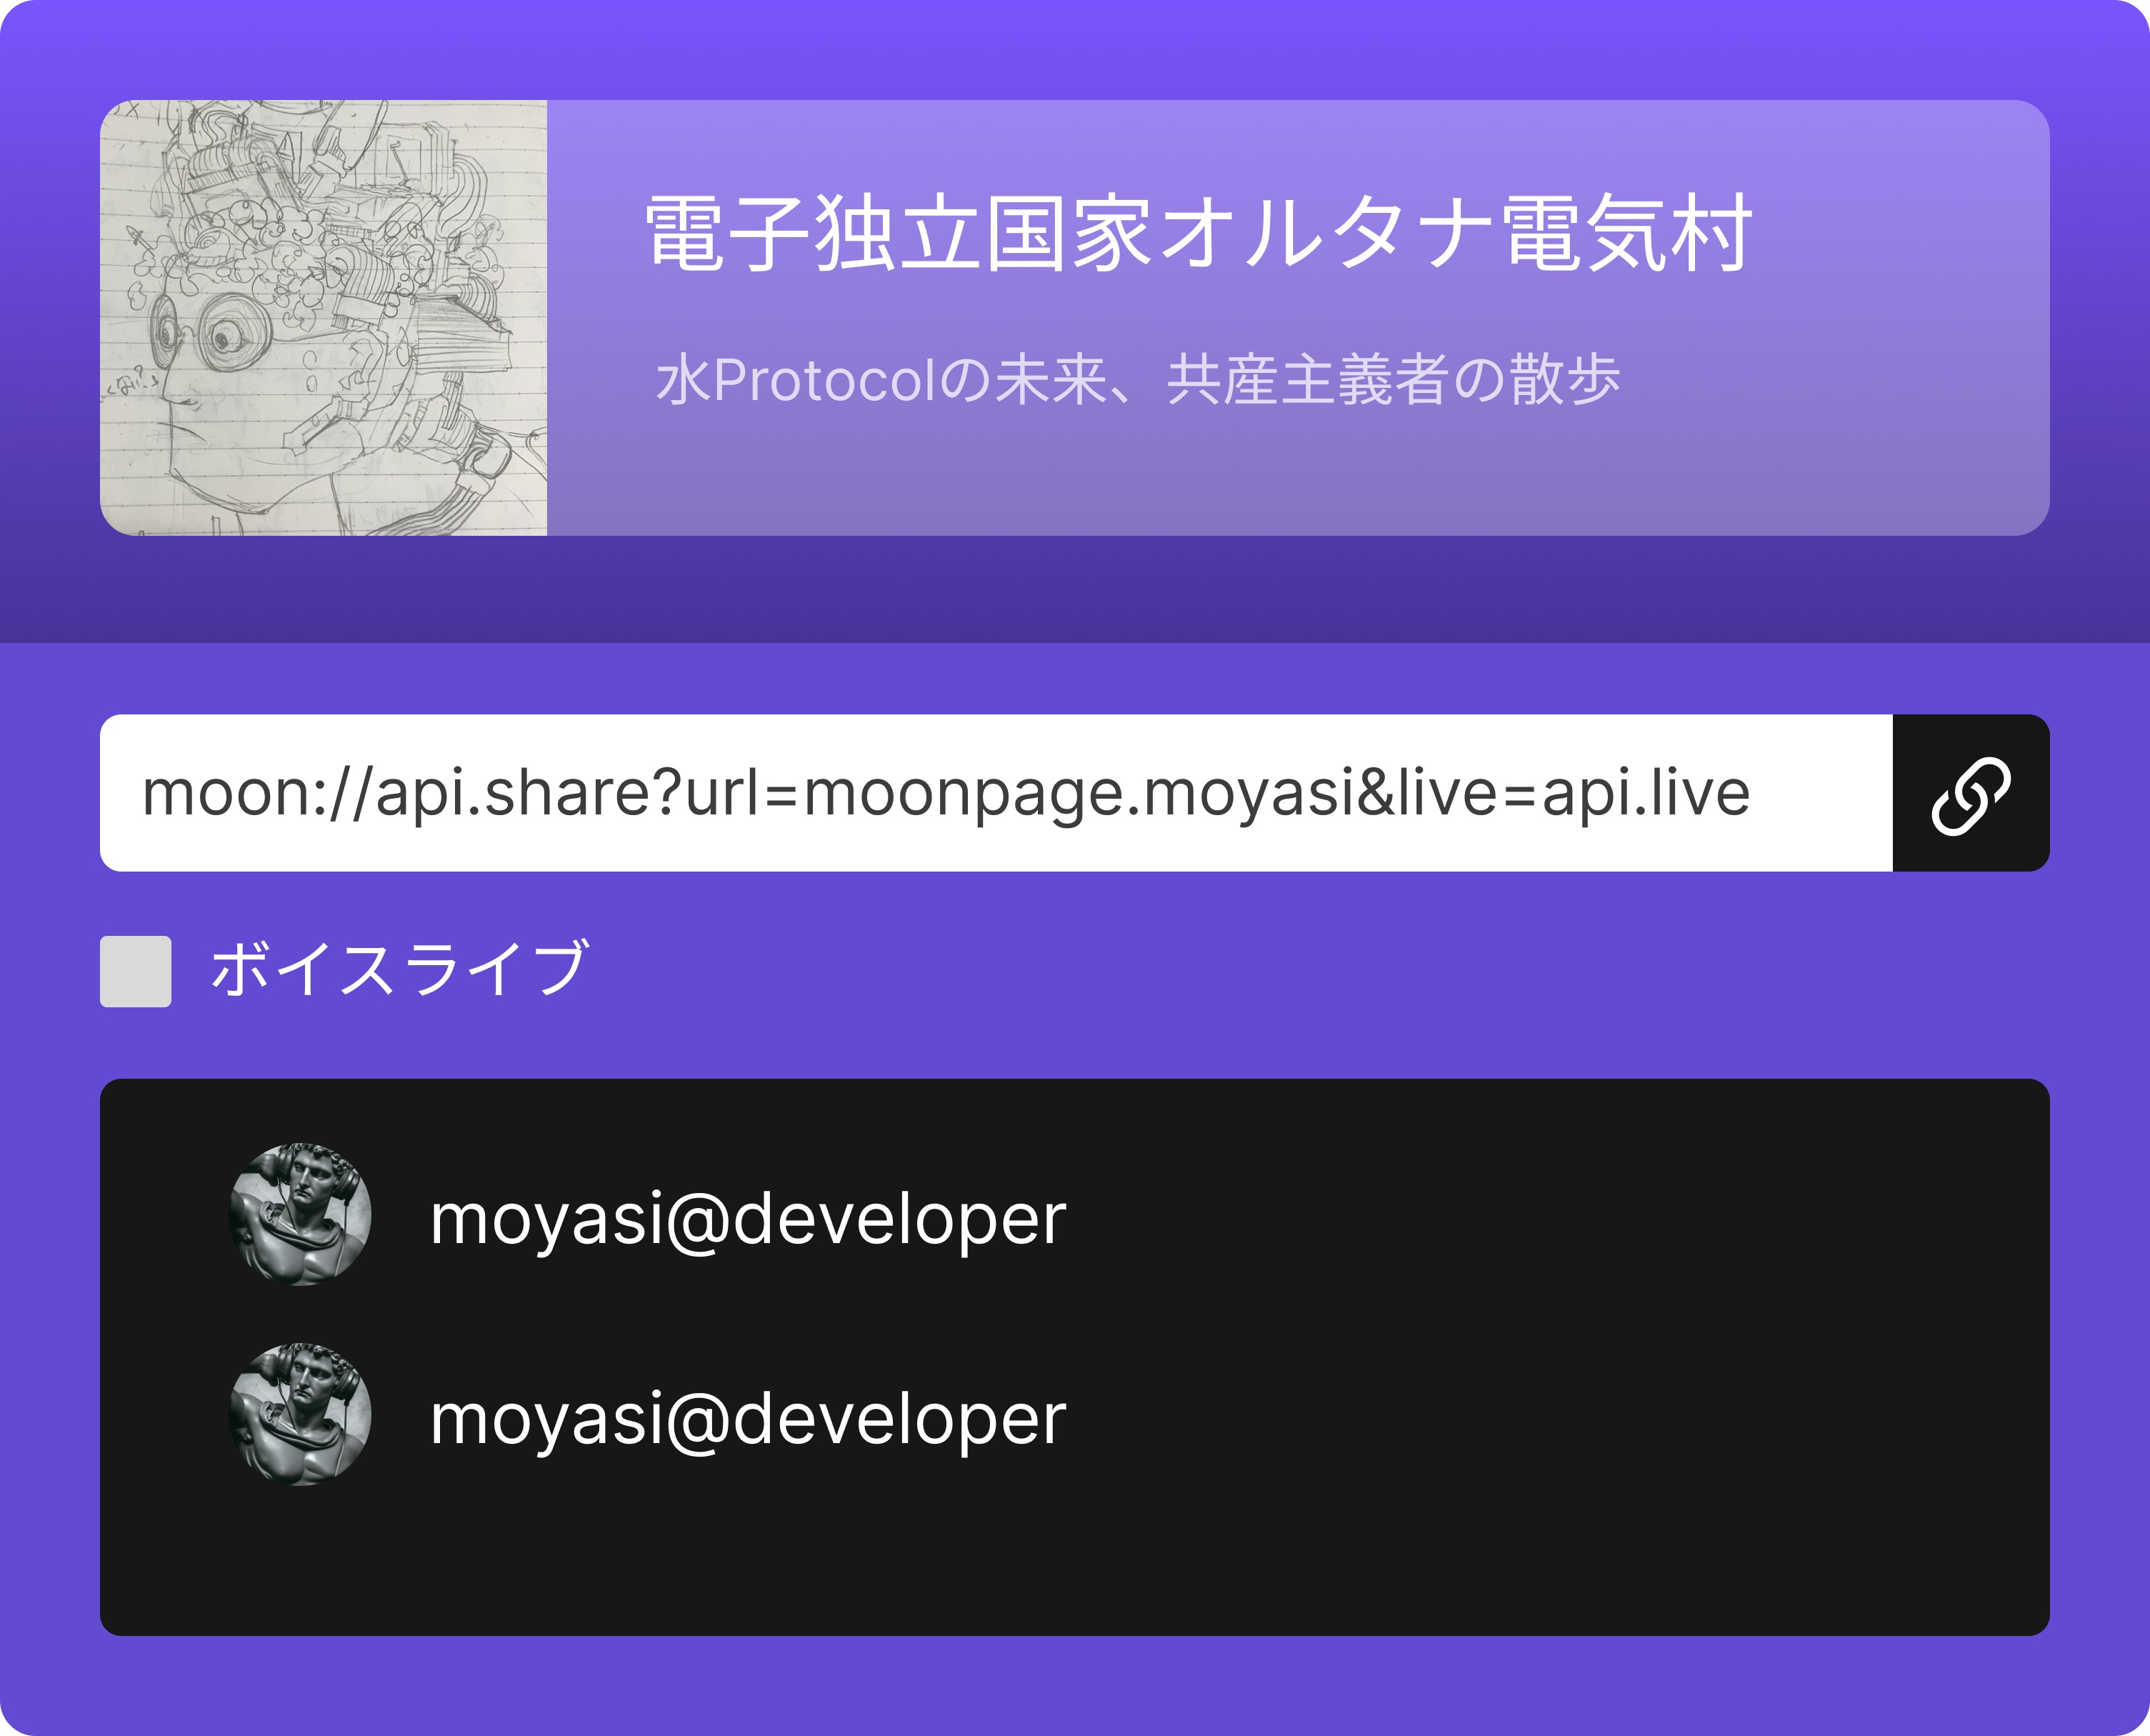 電子独立国家オルタナ電気村
水Protocolの未来、共産主義者の散歩
moon://api.share?url=moonpage.moyasi&live=api.live
ボイスライブ
moyasi@developer
moyasi@developer